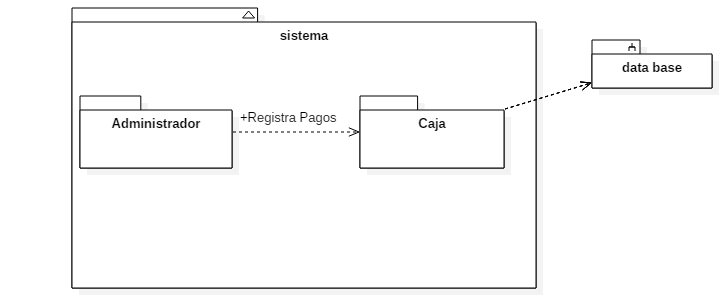 sistema
data base
+Registra Pagos
Administrador
Caja